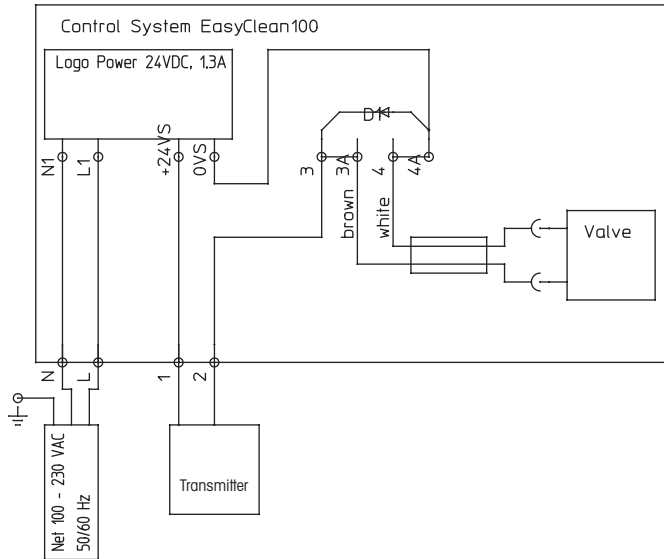 Control System EasyClean100
Logo Power 24VDC, 1,3A
D1
N1
L1
+24VS
0VS
3
3A
4
4A
brown
white
Valve
N
L
1
2
Net 100 - 230 VAC
50/60 Hz
Transmitter